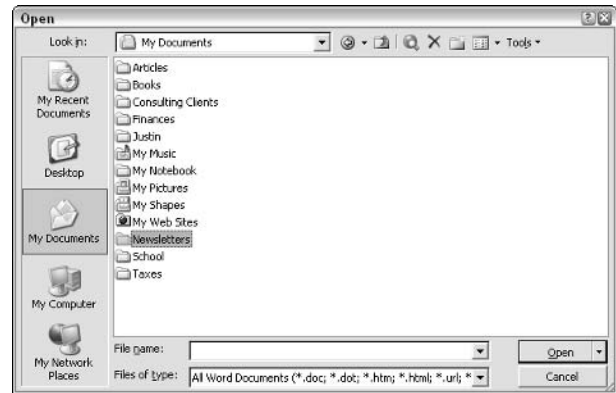 Open
Look in: My Documents Tools
My Recent
Documents
Desktop
My Documents
My Computer
My Network
Places
Articles
Books
Consulting Clients
Finances
Justin
My Music
My Notebook
My Pictures
My Shapes
My Web Sites
Newsletters
School
Taxes
File name: Open
Files of type: All Word Documents (*.doc; *.dot; *.htm; *.html; *.url; * Cancel